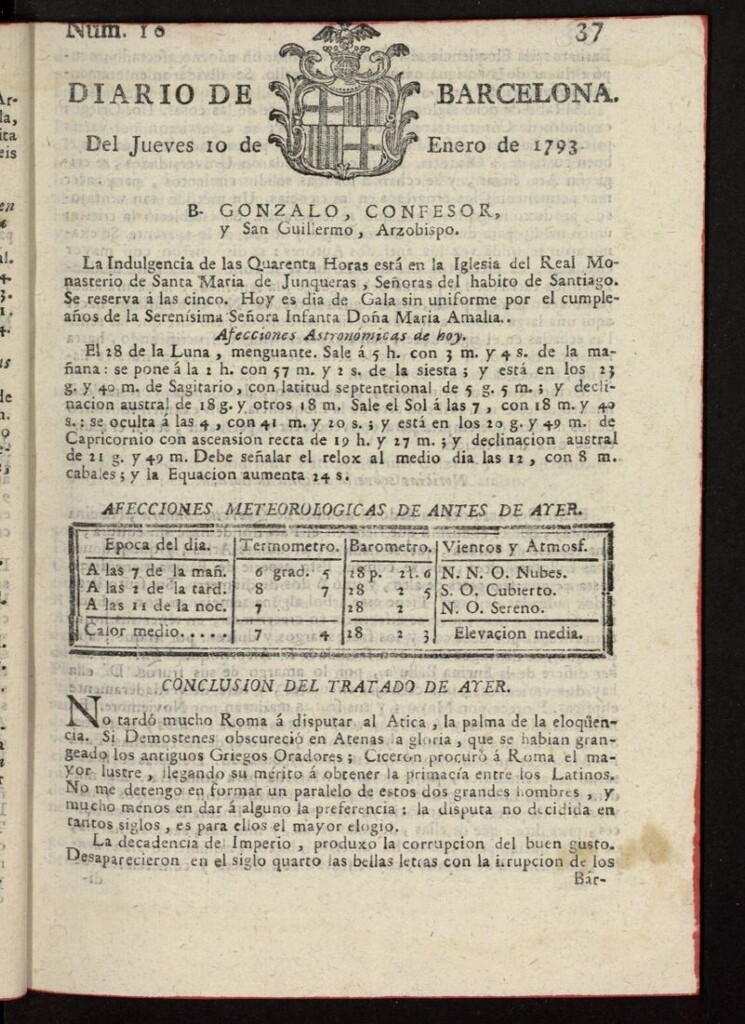 Num. 10
37
DIARIO DE BARCELONA.
Del Jueves 10 de Enero de 1793
B. GONZALO, CONFESOR,
y San Guillermo, Arzobispo.
La Indulgencia de las Quarenta Horas está en la Iglesia del Real Mo-
nasterio de Santa Maria de Junqueras, Señoras del habito de Santiago.
Se reserva á las cinco. Hoy es dia de Gala sin uniforme por el cumple-
años de la Serenísima Señora Infanta Doña Maria Amalia..
Afecciones Astronómicas de hoy.
El 28 de la Luna, menguante. Sale á 5 h. con 3 m. y 4 s. de la ma-
ñana: se pone á la 2 h. con 57 m. y 2 s. de la siesta; y está en los 23
g. y 40 m. de Sagitario, con latitud septentrional de 5 g. 5 m.; y decli-
nacion austral de 18 g. y otros 18 m. Sale el Sol á las 7, con 18 m. y 40
s.: se oculta á las 4, con 41 m. y 20 s.; y está en los 20 g. y 49 m. de
Capricornio con ascension recta de 19 h. y 27 m.; y declinacion austral
de 21 g. y 49 m. Debe señalar el relox al medio dia las 12, con 8 m.
cabales; y la Equacion aumenta 24 s.
AFECCIONES METEOROLOGICAS DE ANTES DE AYER.
Epoca del dia. Termometro. Barometro. Vientos y Atmosf.
A las 7 de la mañ. 6 grad. 5 28 p. 2l. 6 N. N. O. Nubes.
A las 2 de la tard. 8 7 28 2 5 S. O. Cubierto.
A las 11 de la noc. 7 28 2 N. O. Sereno.
Calor medio..... 7 4 28 2 3 Elevacion media.
CONCLUSION DEL TRATADO DE AYER.
No tardó mucho Roma á disputar al Atica, la palma de la eloqüen-
cia. Si Demostenes obscureció en Atenas la gloria, que se habian gran-
geado los antiguos Griegos Oradores; Ciceron procuró á Roma el ma-
yor lustre, llegando su mérito á obtener la primacía entre los Latinos.
No me detengo en formar un paralelo de estos dos grandes hombres, y
mucho menos en dar á alguno la preferencia: la disputa no decidida en
tantos siglos, es para ellos el mayor elogio.
La decadencia de Imperio, produxo la corrupcion del buen gusto.
Desaparecieron en el siglo quarto las bellas letras con la irrupcion de los
Bár-